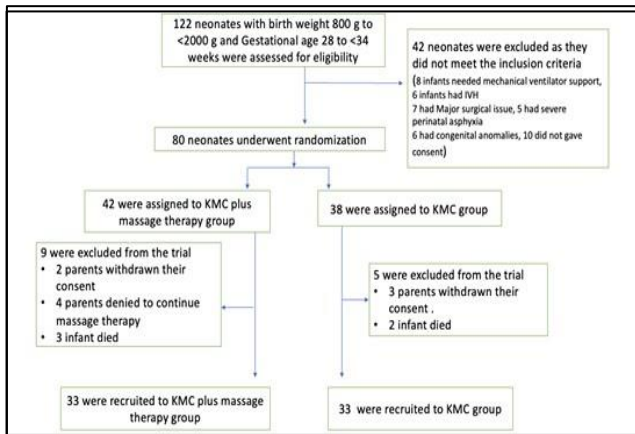 122 neonates with birth weight 800 g to
<2000 g and Gestational age 28 to <34
weeks were assessed for eligibility
42 neonates were excluded as they
did not meet the inclusion criteria
(8 infants needed mechanical ventilator support,
6 infants had IVH
7 had Major surgical issue, 5 had severe
perinatal asphyxia
6 had congenital anomalies, 10 did not gave
consent)
80 neonates underwent randomization
42 were assigned to KMC plus
massage therapy group
38 were assigned to KMC group
9 were excluded from the trial
• 2 parents withdrawn their
consent
• 4 parents denied to continue
massage therapy
• 3 infant died
5 were excluded from the trial
• 3 parents withdrawn their
consent .
• 2 infant died
33 were recruited to KMC plus massage
therapy group
33 were recruited to KMC group